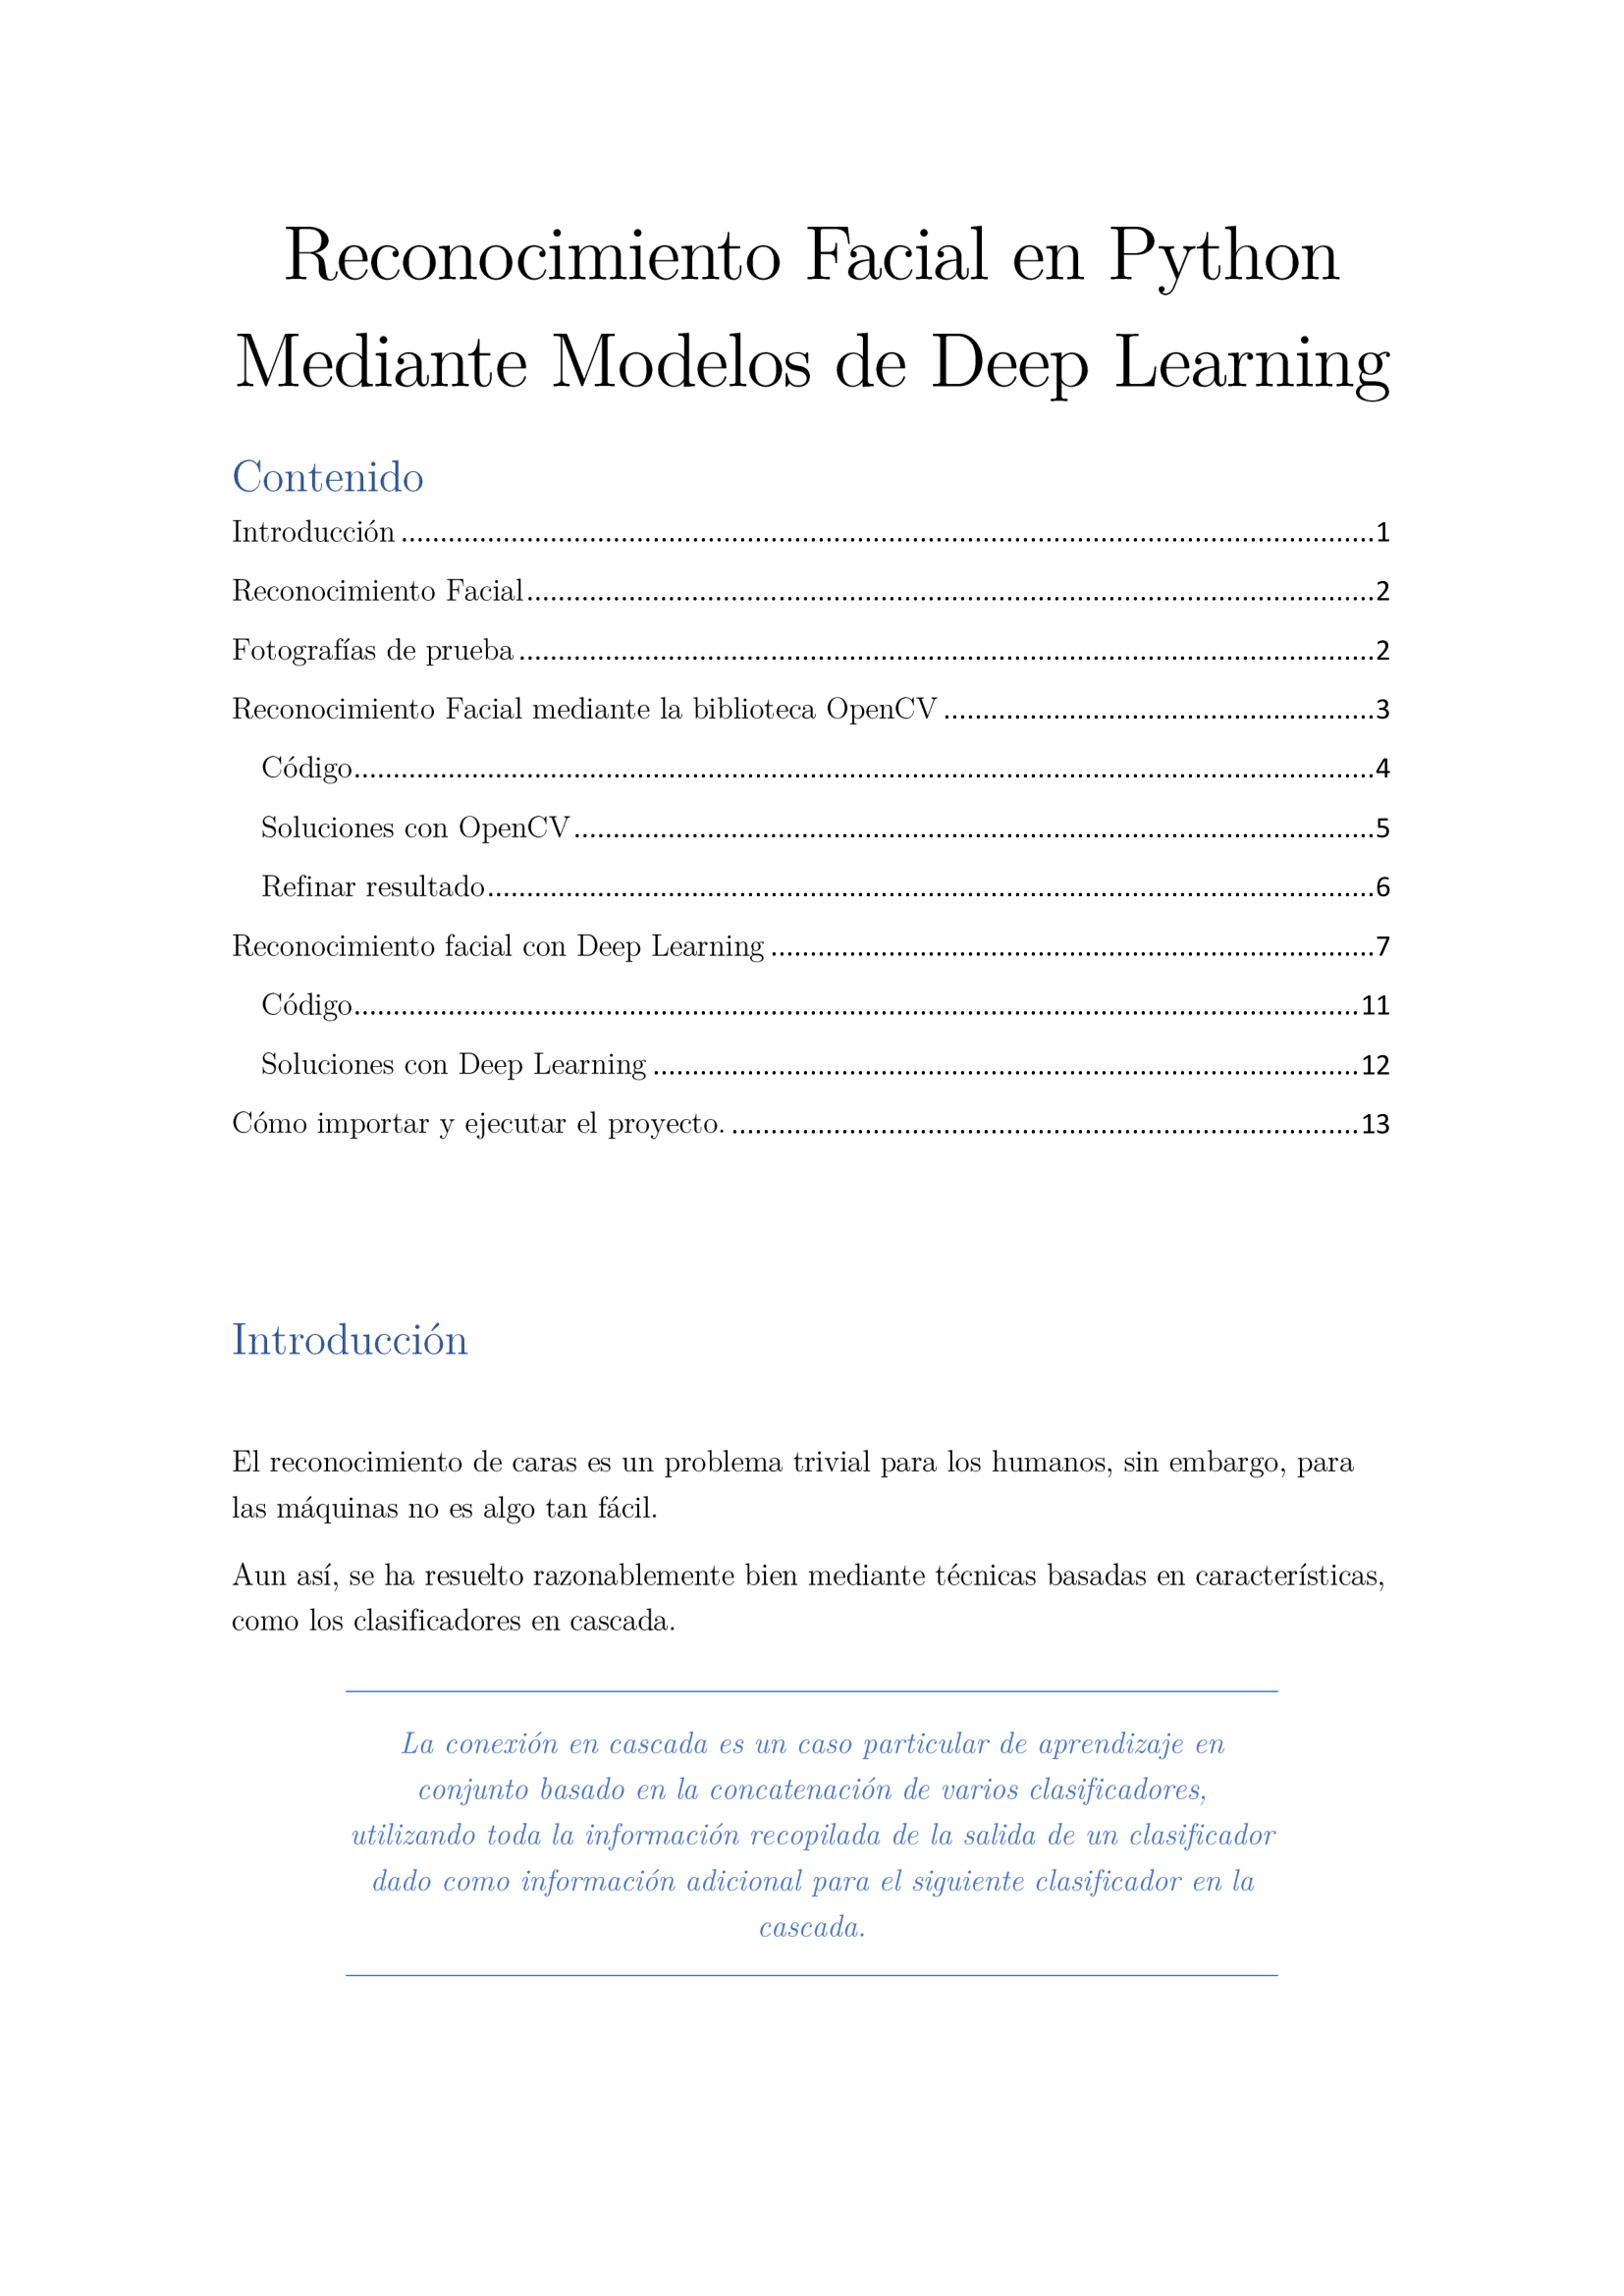 Reconocimiento Facial en Python
Mediante Modelos de Deep Learning
Contenido
Introducción ........ 1
Reconocimiento Facial ........ 2
Fotografías de prueba ........ 2
Reconocimiento Facial mediante la biblioteca OpenCV ........ 3
Código ........ 4
Soluciones con OpenCV ........ 5
Refinar resultado ........ 6
Reconocimiento facial con Deep Learning ........ 7
Código ........ 11
Soluciones con Deep Learning ........ 12
Cómo importar y ejecutar el proyecto. ........ 13
Introducción
El reconocimiento de caras es un problema trivial para los humanos, sin embargo, para
las máquinas no es algo tan fácil.
Aun así, se ha resuelto razonablemente bien mediante técnicas basadas en características,
como los clasificadores en cascada.
La conexión en cascada es un caso particular de aprendizaje en
conjunto basado en la concatenación de varios clasificadores,
utilizando toda la información recopilada de la salida de un clasificador
dado como información adicional para el siguiente clasificador en la
cascada.